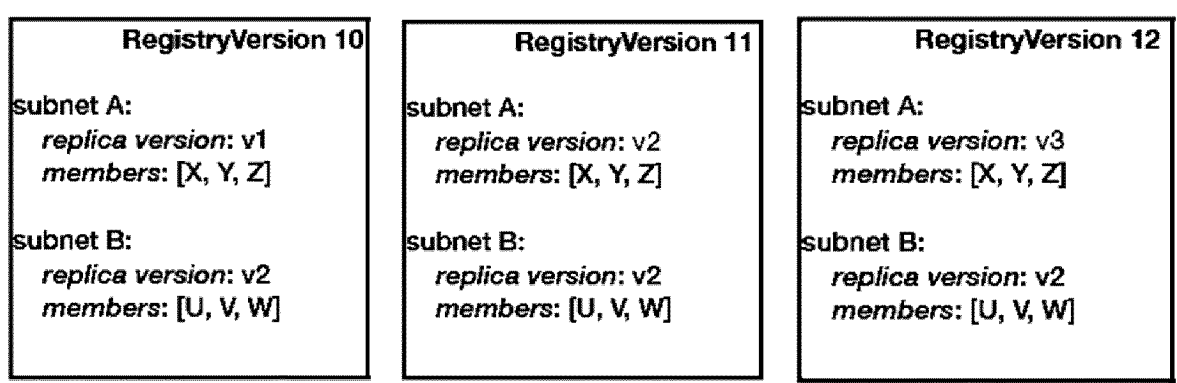 RegistryVersion 10
subnet A:
replica version: v1
members: [X, Y, Z]
subnet B:
replica version: v2
members: [U, V, W]
RegistryVersion 11
subnet A:
replica version: v2
members: [X, Y, Z]
subnet B:
replica version: v2
members: [U, V, W]
RegistryVersion 12
subnet A:
replica version: v3
members: [X, Y, Z]
subnet B:
replica version: v2
members: [U, V, W]